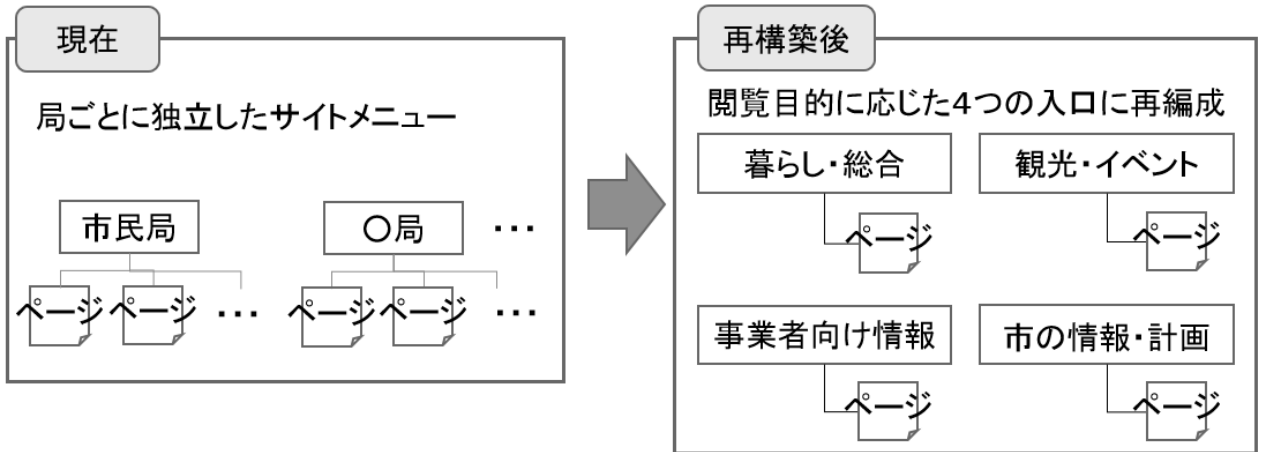 現在
局ごとに独立したサイトメニュー
市民局
〇局
・・・
ページ
ページ
・・・
ページ
ページ
・・・
再構築後
閲覧目的に応じた４つの入口に再編成
暮らし・総合
観光・イベント
ページ
ページ
事業者向け情報
市の情報・計画
ページ
ページ